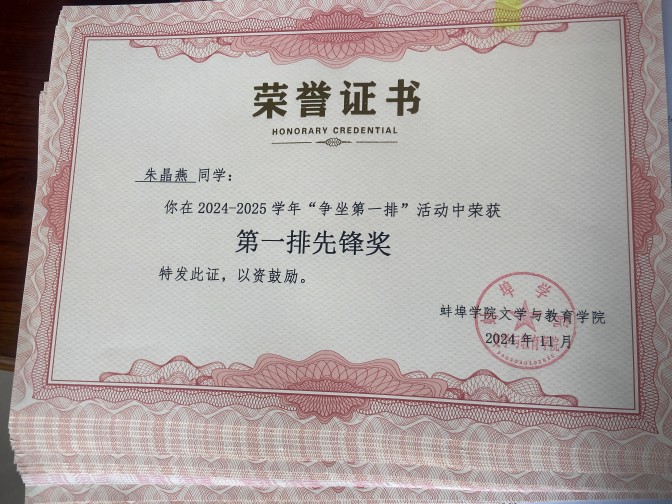 荣誉证书
HONORARY CREDENTIAL
朱晶燕 同学：
你在2024-2025学年“争坐第一排”活动中荣获
第一排先锋奖
特发此证，以资鼓励。
蚌埠学院文学与教育学院
2024年11月